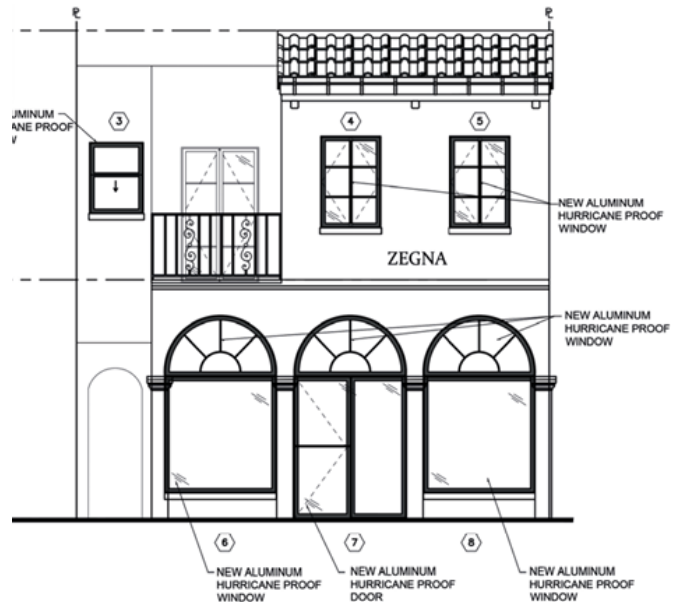 UMINUM
ANE PROOF
W
3
4
5
NEW ALUMINUM
HURRICANE PROOF
WINDOW
ZEGNA
NEW ALUMINUM
HURRICANE PROOF
WINDOW
6
7
8
NEW ALUMINUM
HURRICANE PROOF
WINDOW
NEW ALUMINUM
HURRICANE PROOF
DOOR
NEW ALUMINUM
HURRICANE PROOF
WINDOW